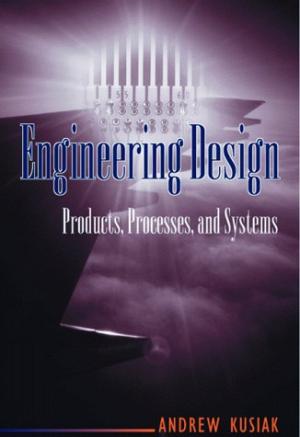 Engineering Design
Products, Processes, and Systems
ANDREW KUSIAK